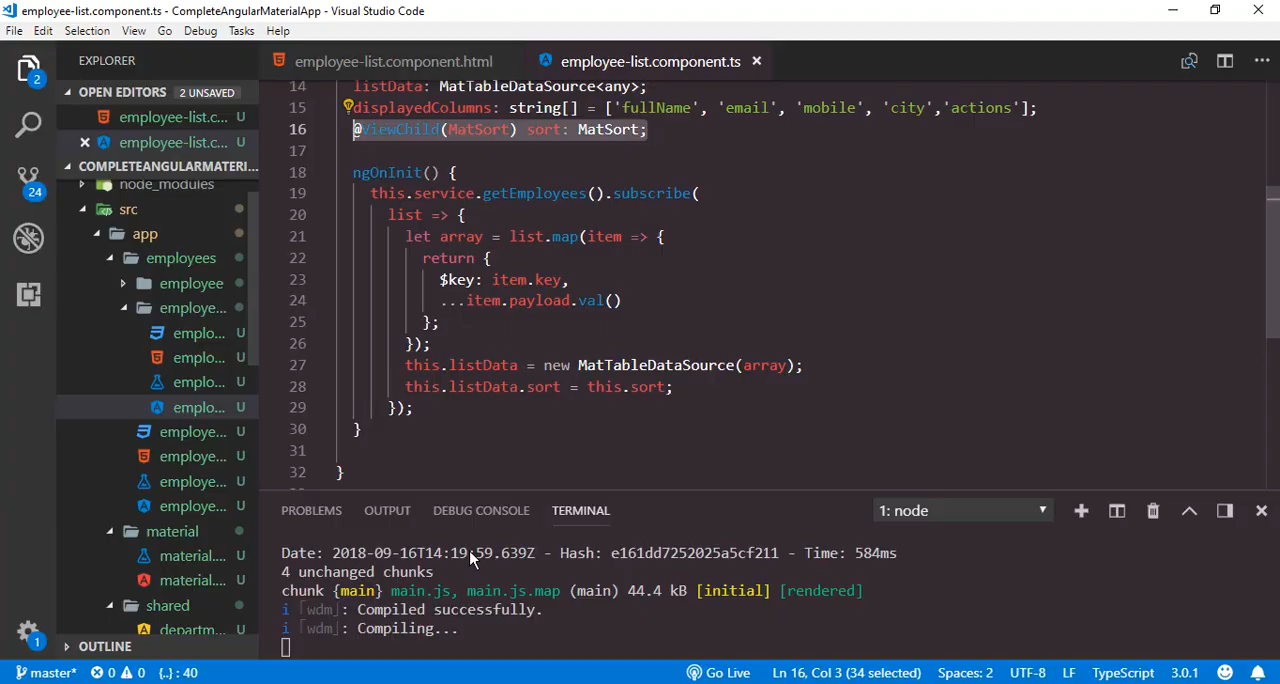 employee-list.component.ts - CompleteAngularMaterialApp - Visual Studio Code
File Edit Selection View Go Debug Tasks Help
EXPLORER
employee-list.component.html
employee-list.component.ts ×
OPEN EDITORS 2 UNSAVED
employee-list.c... U
× employee-list.c... U
COMPLETEANGULARMATERI...
node_modules
src
app
employees
employee
employe...
emplo... U
emplo... U
emplo... U
emplo... U
employe... U
employe... U
employe... U
employe... U
material
material... U
material... U
shared
departm... U
OUTLINE
2
24
1
14 listData: MatTableDataSource<any>;
15 displayedColumns: string[] = ['fullName', 'email', 'mobile', 'city','actions'];
16 @ViewChild(MatSort) sort: MatSort;
17
18 ngOnInit() {
19 this.service.getEmployees().subscribe(
20 list => {
21 let array = list.map(item => {
22 return {
23 $key: item.key,
24 ...item.payload.val()
25 };
26 });
27 this.listData = new MatTableDataSource(array);
28 this.listData.sort = this.sort;
29 });
30 }
31
32 }
PROBLEMS OUTPUT DEBUG CONSOLE TERMINAL 1: node
Date: 2018-09-16T14:19:59.639Z - Hash: e161dd7252025a5cf211 - Time: 584ms
4 unchanged chunks
chunk {main} main.js, main.js.map (main) 44.4 kB [initial] [rendered]
i ｢wdm｣: Compiled successfully.
i ｢wdm｣: Compiling...
master* 0 0 {..} : 40 Go Live Ln 16, Col 3 (34 selected) Spaces: 2 UTF-8 LF TypeScript 3.0.1